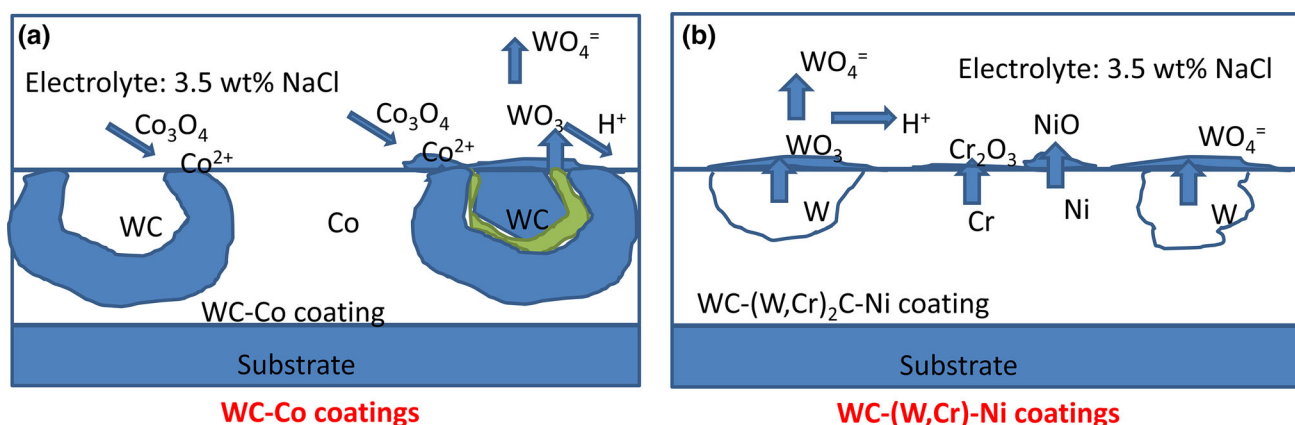 (a)
WO₄⁼
Electrolyte: 3.5 wt% NaCl
Co₃O₄
Co²⁺
Co₃O₄
Co²⁺
WO₃
H⁺
WC
Co
WC
WC-Co coating
Substrate
WC-Co coatings
(b)
WO₄⁼
Electrolyte: 3.5 wt% NaCl
H⁺
WO₃
Cr₂O₃
NiO
WO₄⁼
W
Cr
Ni
W
WC-(W,Cr)₂C-Ni coating
Substrate
WC-(W,Cr)-Ni coatings